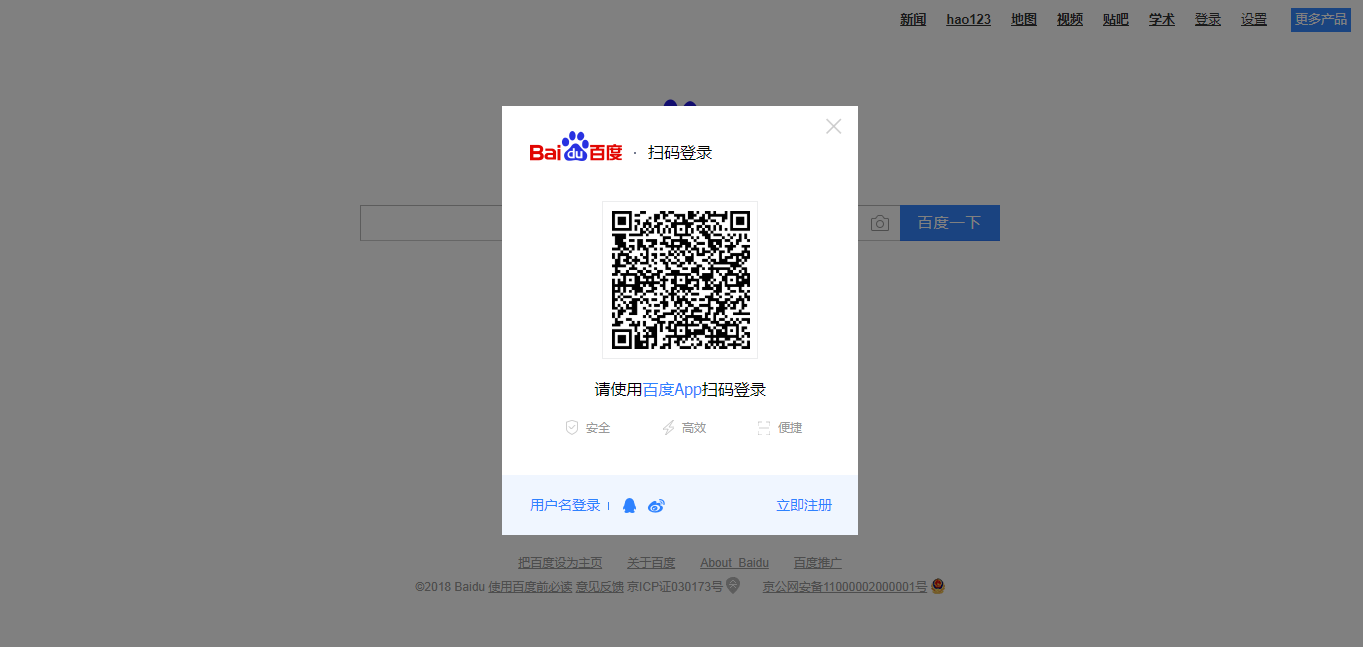 新闻 hao123 地图 视频 贴吧 学术 登录 设置 更多产品
Bai du 百度 · 扫码登录
百度一下
请使用百度App扫码登录
安全 高效 便捷
用户名登录 立即注册
把百度设为主页 关于百度 About Baidu 百度推广
©2018 Baidu 使用百度前必读 意见反馈 京ICP证030173号 京公网安备11000002000001号